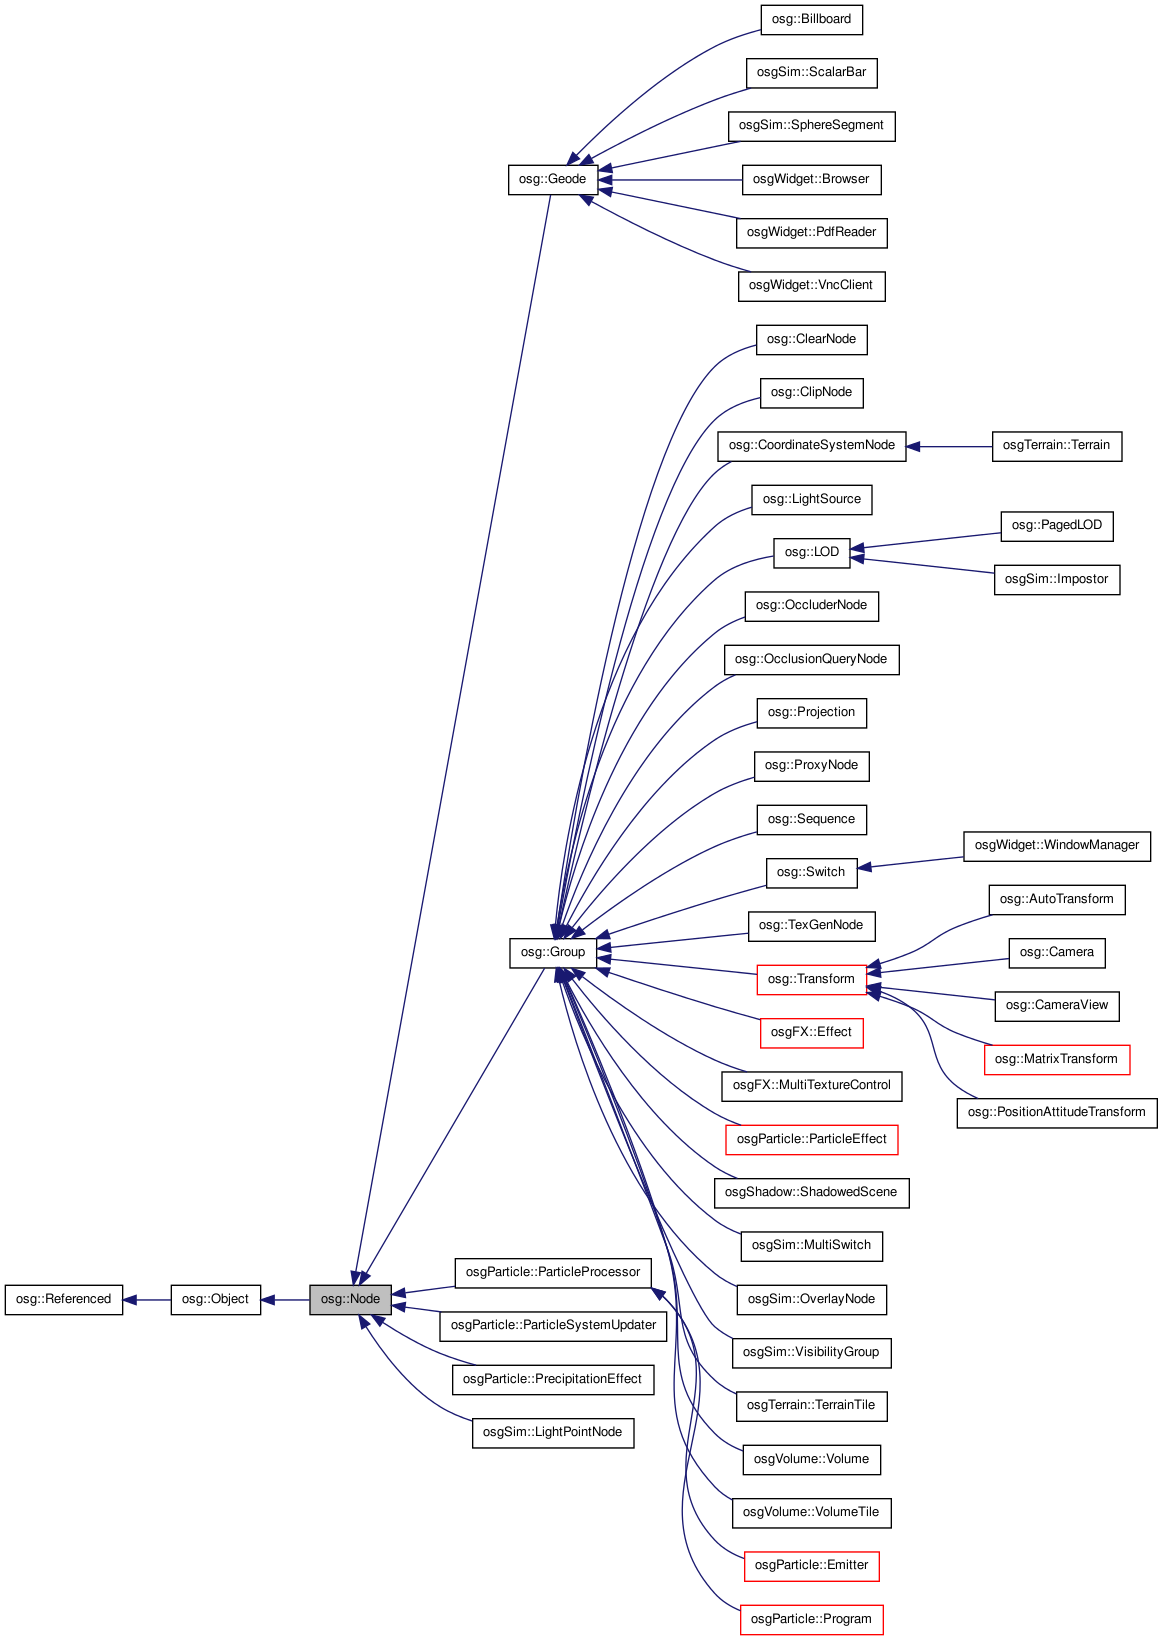 osg::Billboard
osgSim::ScalarBar
osgSim::SphereSegment
osg::Geode
osgWidget::Browser
osgWidget::PdfReader
osgWidget::VncClient
osg::ClearNode
osg::ClipNode
osg::CoordinateSystemNode
osgTerrain::Terrain
osg::LightSource
osg::PagedLOD
osg::LOD
osgSim::Impostor
osg::OccluderNode
osg::OcclusionQueryNode
osg::Projection
osg::ProxyNode
osg::Sequence
osgWidget::WindowManager
osg::Switch
osg::AutoTransform
osg::TexGenNode
osg::Group
osg::Camera
osg::Transform
osg::CameraView
osgFX::Effect
osg::MatrixTransform
osgFX::MultiTextureControl
osg::PositionAttitudeTransform
osgParticle::ParticleEffect
osgShadow::ShadowedScene
osgSim::MultiSwitch
osgParticle::ParticleProcessor
osg::Referenced
osg::Object
osg::Node
osgSim::OverlayNode
osgParticle::ParticleSystemUpdater
osgSim::VisibilityGroup
osgParticle::PrecipitationEffect
osgTerrain::TerrainTile
osgSim::LightPointNode
osgVolume::Volume
osgVolume::VolumeTile
osgParticle::Emitter
osgParticle::Program